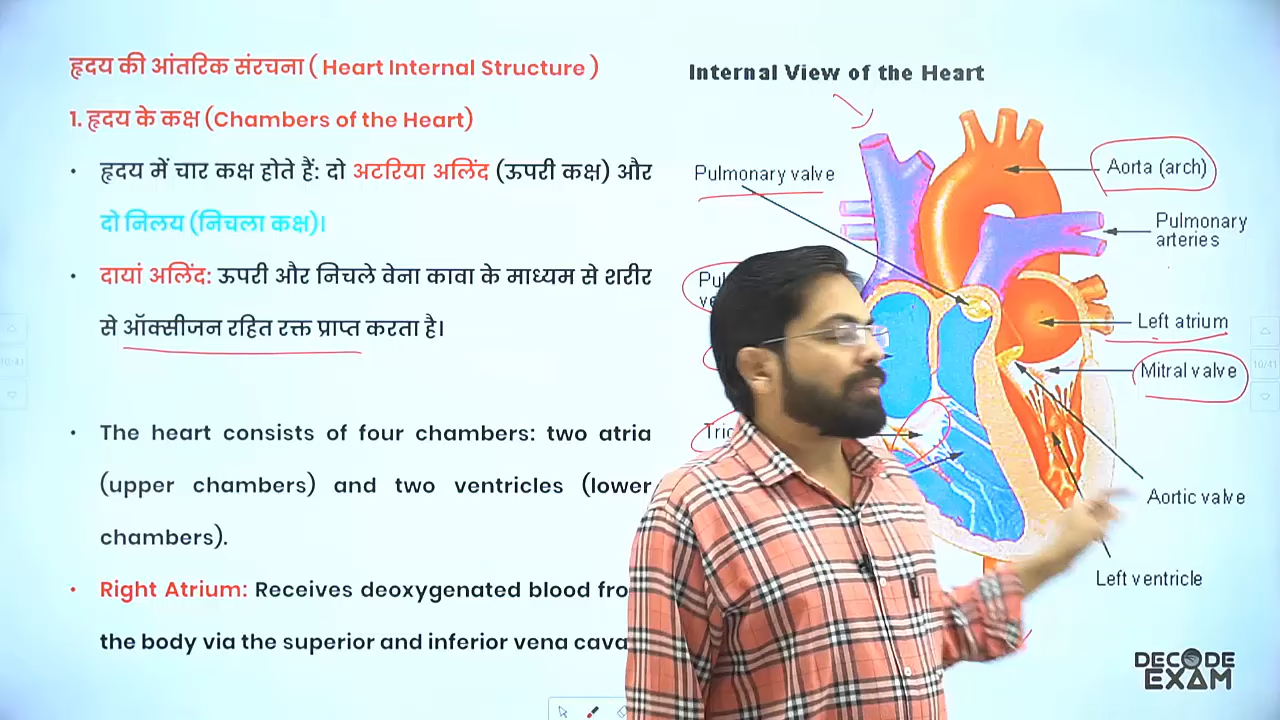 हृदय की आंतरिक संरचना ( Heart Internal Structure )
1. हृदय के कक्ष (Chambers of the Heart)
• हृदय में चार कक्ष होते हैं: दो अटरिया अलिंद (ऊपरी कक्ष) और
दो निलय (निचला कक्ष)।
• दायां अलिंद: ऊपरी और निचले वेना कावा के माध्यम से शरीर
से ऑक्सीजन रहित रक्त प्राप्त करता है।
• The heart consists of four chambers: two atria
(upper chambers) and two ventricles (lower
chambers).
• Right Atrium: Receives deoxygenated blood
the body via the superior and inferior vena cava
Internal View of the Heart
Pulmonary valve
Aorta (arch)
Pulmonary
arteries
Left atrium
Mitral valve
Aortic valve
Left ventricle
10/41
DECODE
EXAM